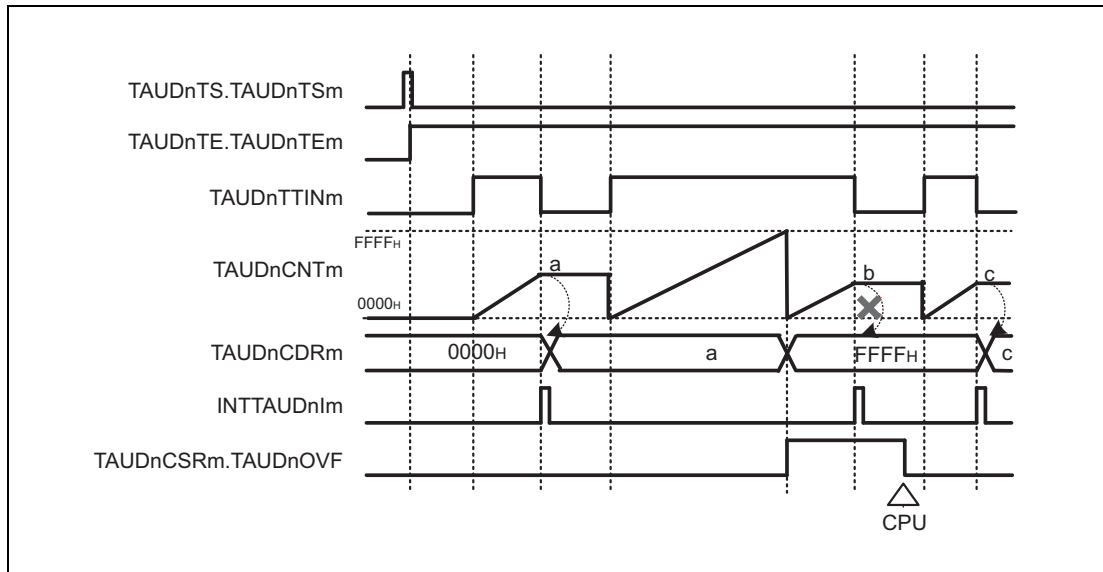 TAUDnTS.TAUDnTSm
TAUDnTE.TAUDnTEm
TAUDnTTINm
FFFFH
TAUDnCNTm
a
b
c
0000H
TAUDnCDRm
0000H
a
FFFFH
c
INTTAUDnIm
TAUDnCSRm.TAUDnOVF
CPU